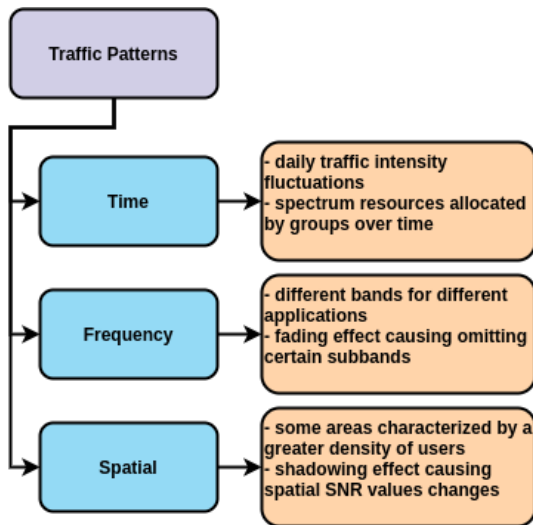 Traffic Patterns
Time
- daily traffic intensity
fluctuations
- spectrum resources allocated
by groups over time
Frequency
- different bands for different
applications
- fading effect causing omitting
certain subbands
Spatial
- some areas characterized by a
greater density of users
- shadowing effect causing
spatial SNR values changes